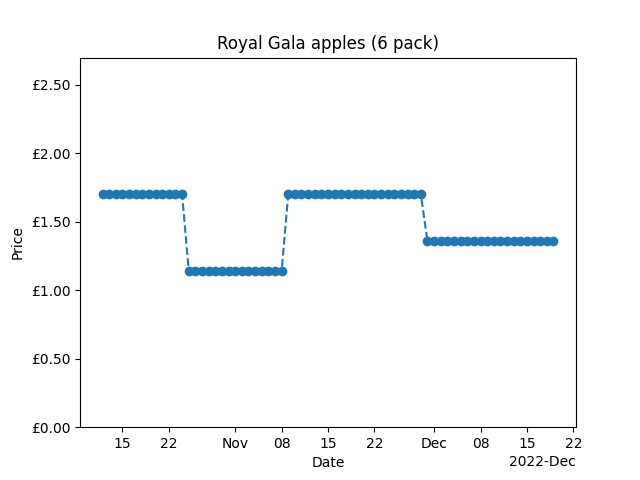 Royal Gala apples (6 pack)
£2.50
£2.00
£1.50
£1.00
£0.50
£0.00
Price
15 22 Nov 08 15 22 Dec 08 15 22
Date
2022-Dec